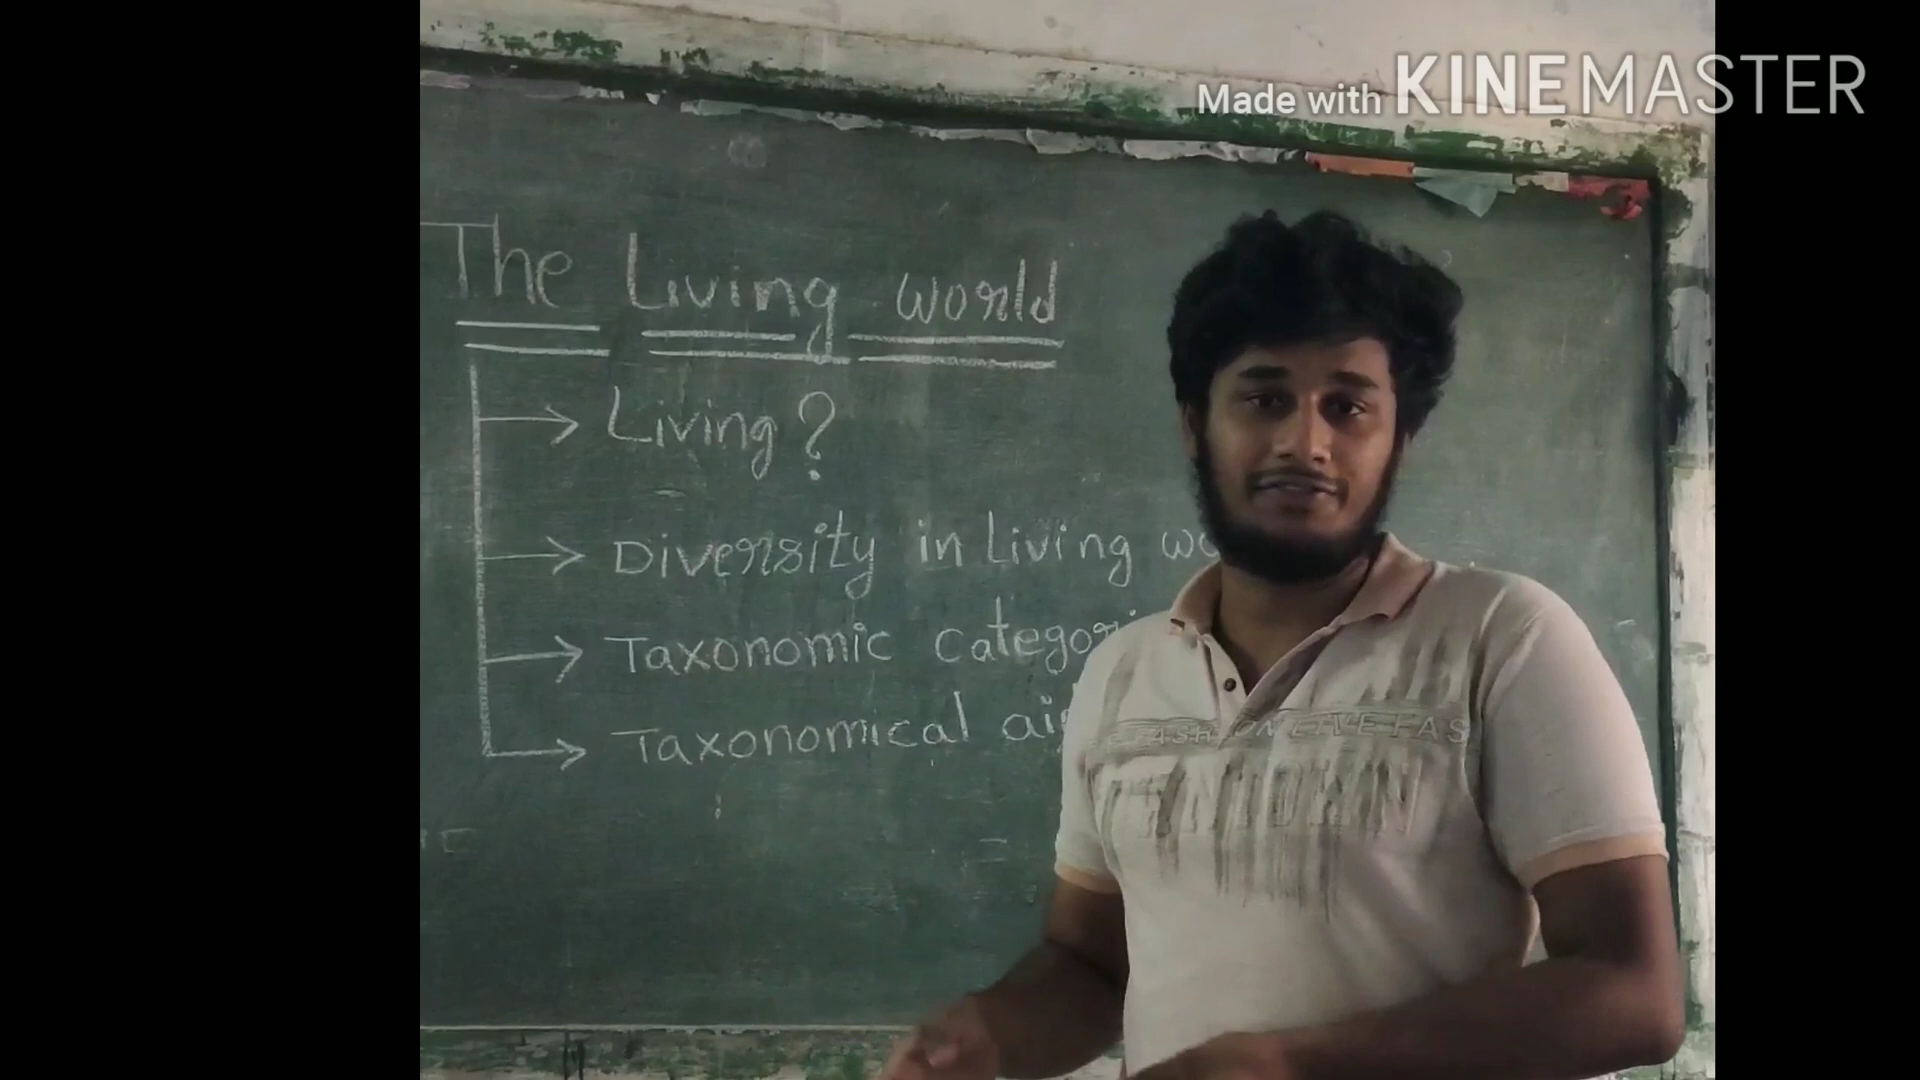 Made with KINEMASTER
The Living world
Living?
Diversity in Living
Taxonomic
Taxonomical